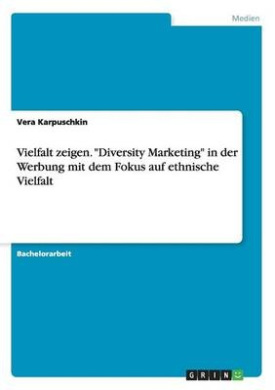 Medien
Vera Karpuschkin
Vielfalt zeigen. "Diversity Marketing" in der
Werbung mit dem Fokus auf ethnische
Vielfalt
Bachelorarbeit
GRIN